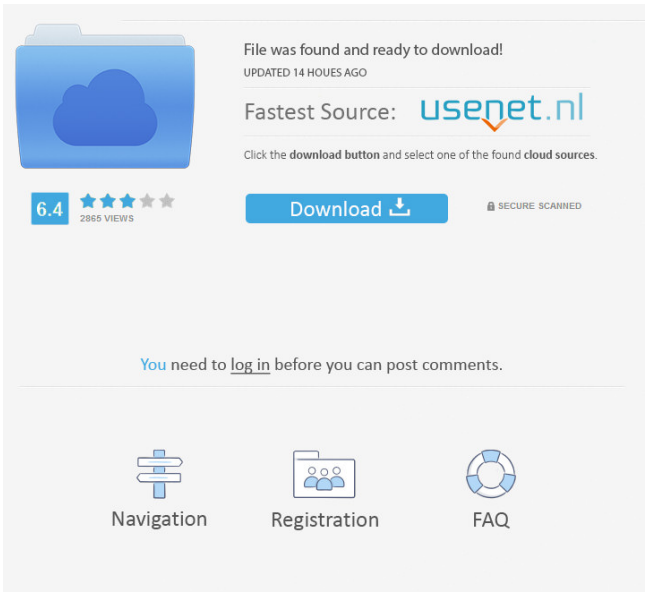 File was found and ready to download!
UPDATED 14 HOUES AGO
Fastest Source: usenet.nl
Click the download button and select one of the found cloud sources.
6.4
2865 VIEWS
Download
SECURE SCANNED
You need to log in before you can post comments.
Navigation
Registration
FAQ